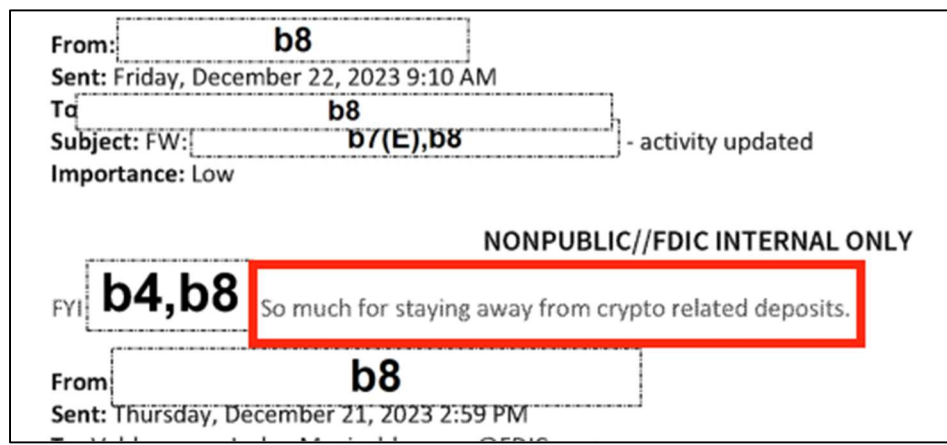 From: b8
Sent: Friday, December 22, 2023 9:10 AM
To b8
Subject: FW: b7(E),b8 - activity updated
Importance: Low
NONPUBLIC//FDIC INTERNAL ONLY
FYI b4,b8 So much for staying away from crypto related deposits.
From b8
Sent: Thursday, December 21, 2023 2:59 PM